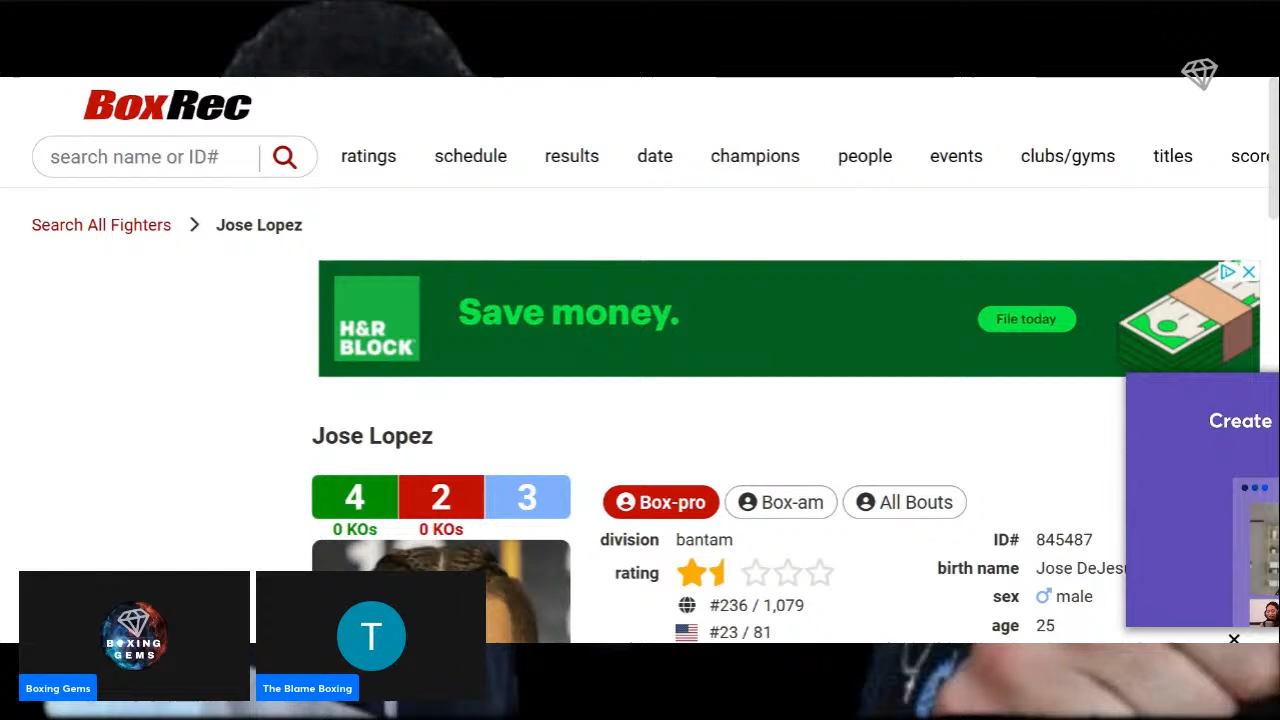 BoxRec
search name or ID#
ratings schedule results date champions people events clubs/gyms titles
Search All Fighters > Jose Lopez
H&R BLOCK
Save money.
File today
Create
Jose Lopez
4 2 3
0 KOs 0 KOs
Box-pro Box-am All Bouts
division bantam
rating
#236 / 1,079
#23 / 81
ID# 845487
birth name Jose
sex ♂ male
age 25
BOXING GEMS
Boxing Gems
T
The Blame Boxing